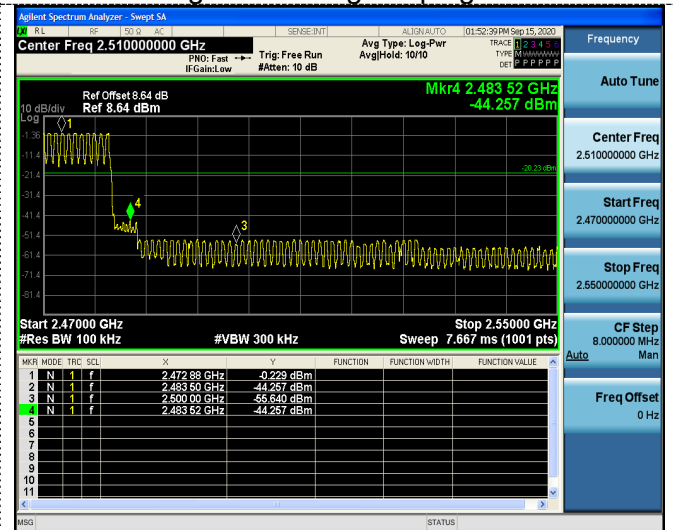 Agilent Spectrum Analyzer - Swept SA
RL RF 50 Ω AC SENSE:INT ALIGN AUTO 01:52:39 PM Sep 15, 2020
Center Freq 2.510000000 GHz
PNO: Fast
IFGain:Low
Trig: Free Run
#Atten: 10 dB
Avg Type: Log-Pwr
Avg|Hold: 10/10
TRACE 1 2 3 4 5 6
TYPE M
DET P P P P P P
Frequency
Auto Tune
Center Freq
2.510000000 GHz
Start Freq
2.470000000 GHz
Stop Freq
2.550000000 GHz
CF Step
8.000000 MHz
Auto Man
Freq Offset
0 Hz
Mkr4 2.483 52 GHz
-44.257 dBm
Ref Offset 8.64 dB
10 dB/div Ref 8.64 dBm
Log
1
-1.36
-11.4
-20.23 dBm
-21.4
-31.4
4
-41.4
3
-51.4
-61.4
-71.4
-81.4
Start 2.47000 GHz Stop 2.55000 GHz
#Res BW 100 kHz #VBW 300 kHz Sweep 7.667 ms (1001 pts)
MKR MODE TRC SCL X Y FUNCTION FUNCTION WIDTH FUNCTION VALUE
1 N 1 f 2.472 88 GHz -0.229 dBm
2 N 1 f 2.483 50 GHz -44.257 dBm
3 N 1 f 2.500 00 GHz -55.640 dBm
4 N 1 f 2.483 52 GHz -44.257 dBm
5
6
7
8
9
10
11
MSG STATUS